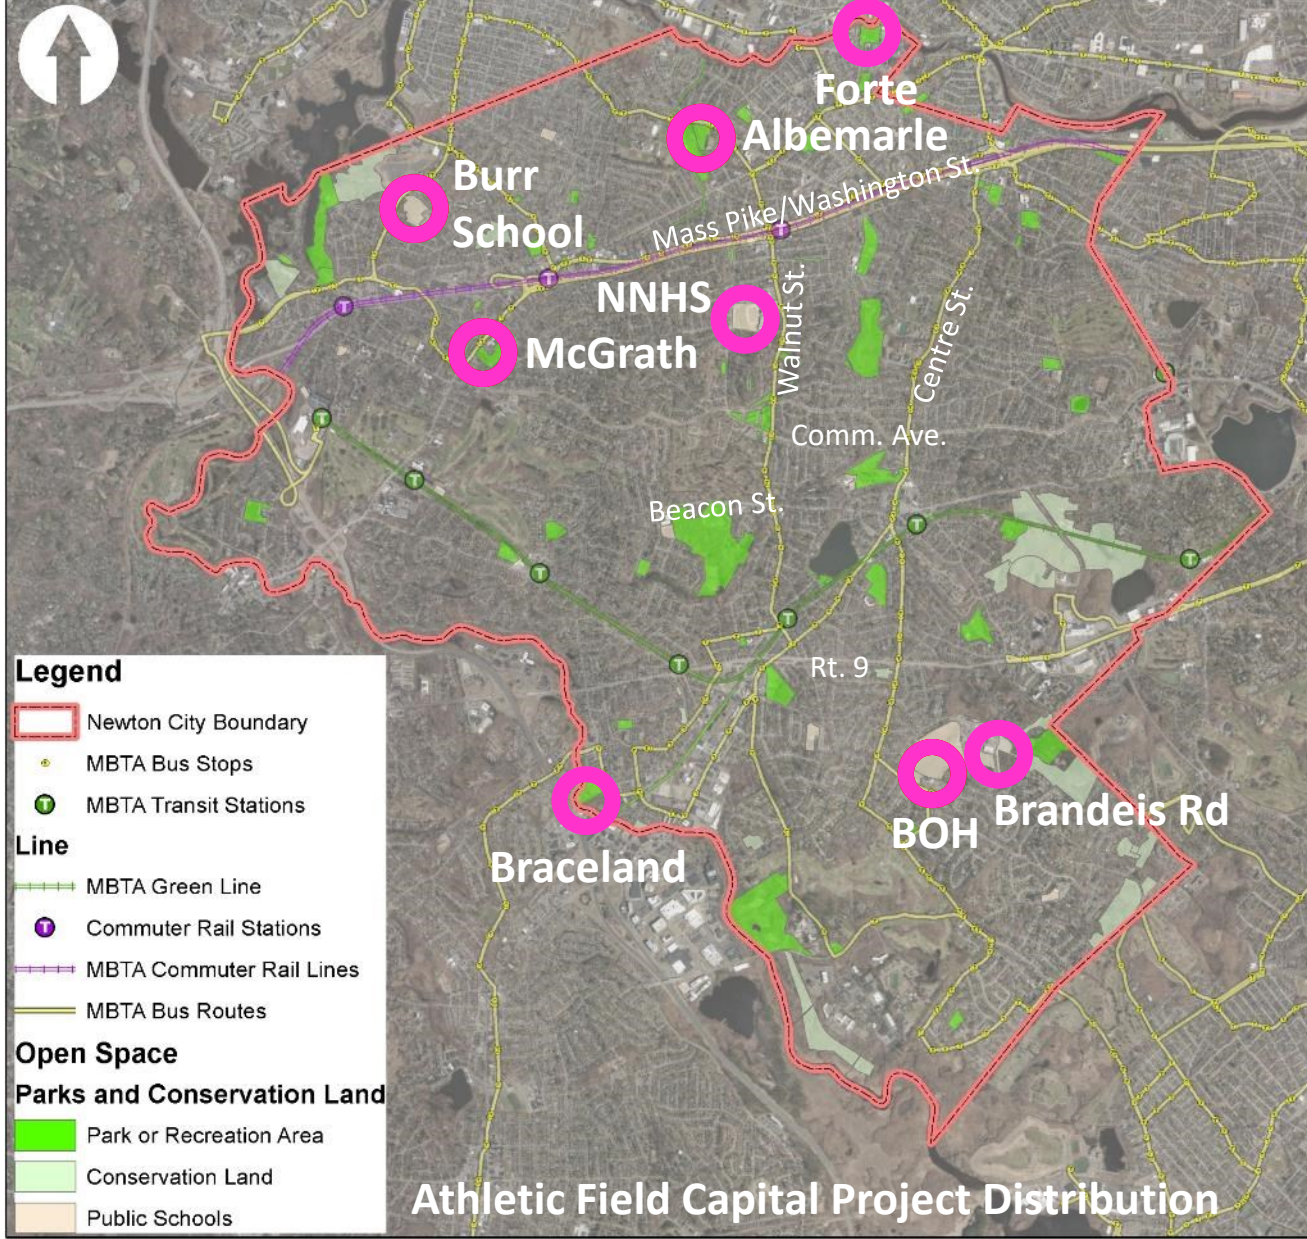 Forte
Albemarle
Burr
School
Mass Pike/Washington St.
NNHS
Walnut St.
McGrath
Centre St.
Comm. Ave.
Beacon St.
Rt. 9
Brandeis Rd
BOH
Braceland
T
T
T
T
T
T
T
T
T
T
Legend
Newton City Boundary
MBTA Bus Stops
T MBTA Transit Stations
Line
MBTA Green Line
T Commuter Rail Stations
MBTA Commuter Rail Lines
MBTA Bus Routes
Open Space
Parks and Conservation Land
Park or Recreation Area
Conservation Land
Public Schools
Athletic Field Capital Project Distribution